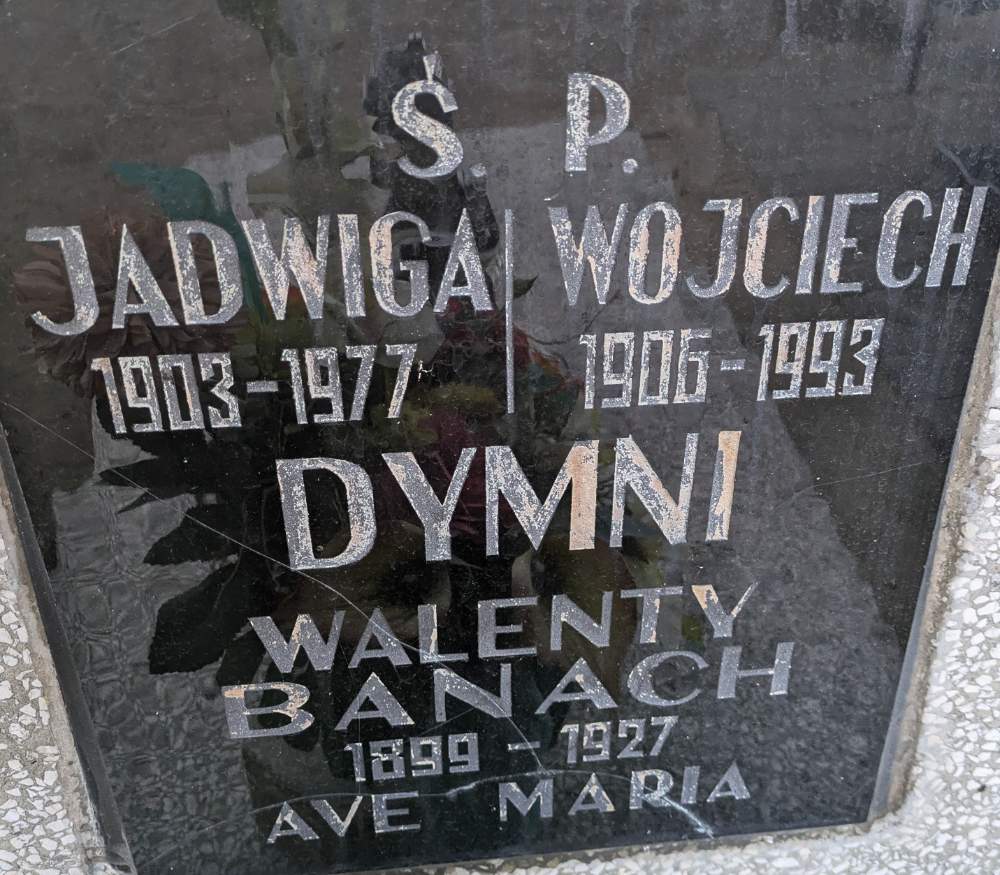 Ś. P.
JADWIGA | WOJCIECH
1903-1977 | 1906-1993
DYMNI
WALENTY
BANACH
1899 - 1927
AVE MARIA